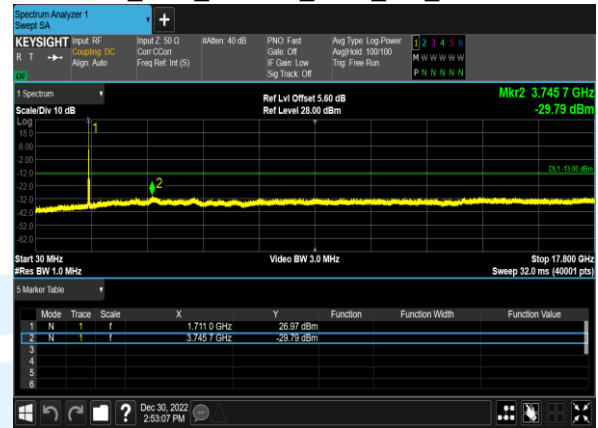 Spectrum Analyzer 1
Swept SA
KEYSIGHT Input: RF Input Z: 50 Ω #Atten: 40 dB PNO: Fast Avg Type: Log-Power 1 2 3 4 5 6
R T Coupling: DC Corr CCorr Gate: Off Avg|Hold: 100/100 M W W W W W
Align: Auto Freq Ref: Int (S) IF Gain: Low Trig: Free Run
LV Sig Track: Off P N N N N N
1 Spectrum Ref Lvl Offset 5.60 dB Mkr2 3.745 7 GHz
Scale/Div 10 dB Ref Level 28.00 dBm -29.79 dBm
Log
18.0
8.00
-2.00
-12.0
-22.0
-32.0
-42.0
-52.0
-62.0
1
2
DL1 -13.00 dBm
Start 30 MHz Video BW 3.0 MHz Stop 17.800 GHz
#Res BW 1.0 MHz Sweep 32.0 ms (40001 pts)
5 Marker Table
Mode Trace Scale X Y Function Function Width Function Value
1 N 1 f 1.711 0 GHz 26.97 dBm
2 N 1 f 3.745 7 GHz -29.79 dBm
3
4
5
6
? Dec 30, 2022
2:53:07 PM